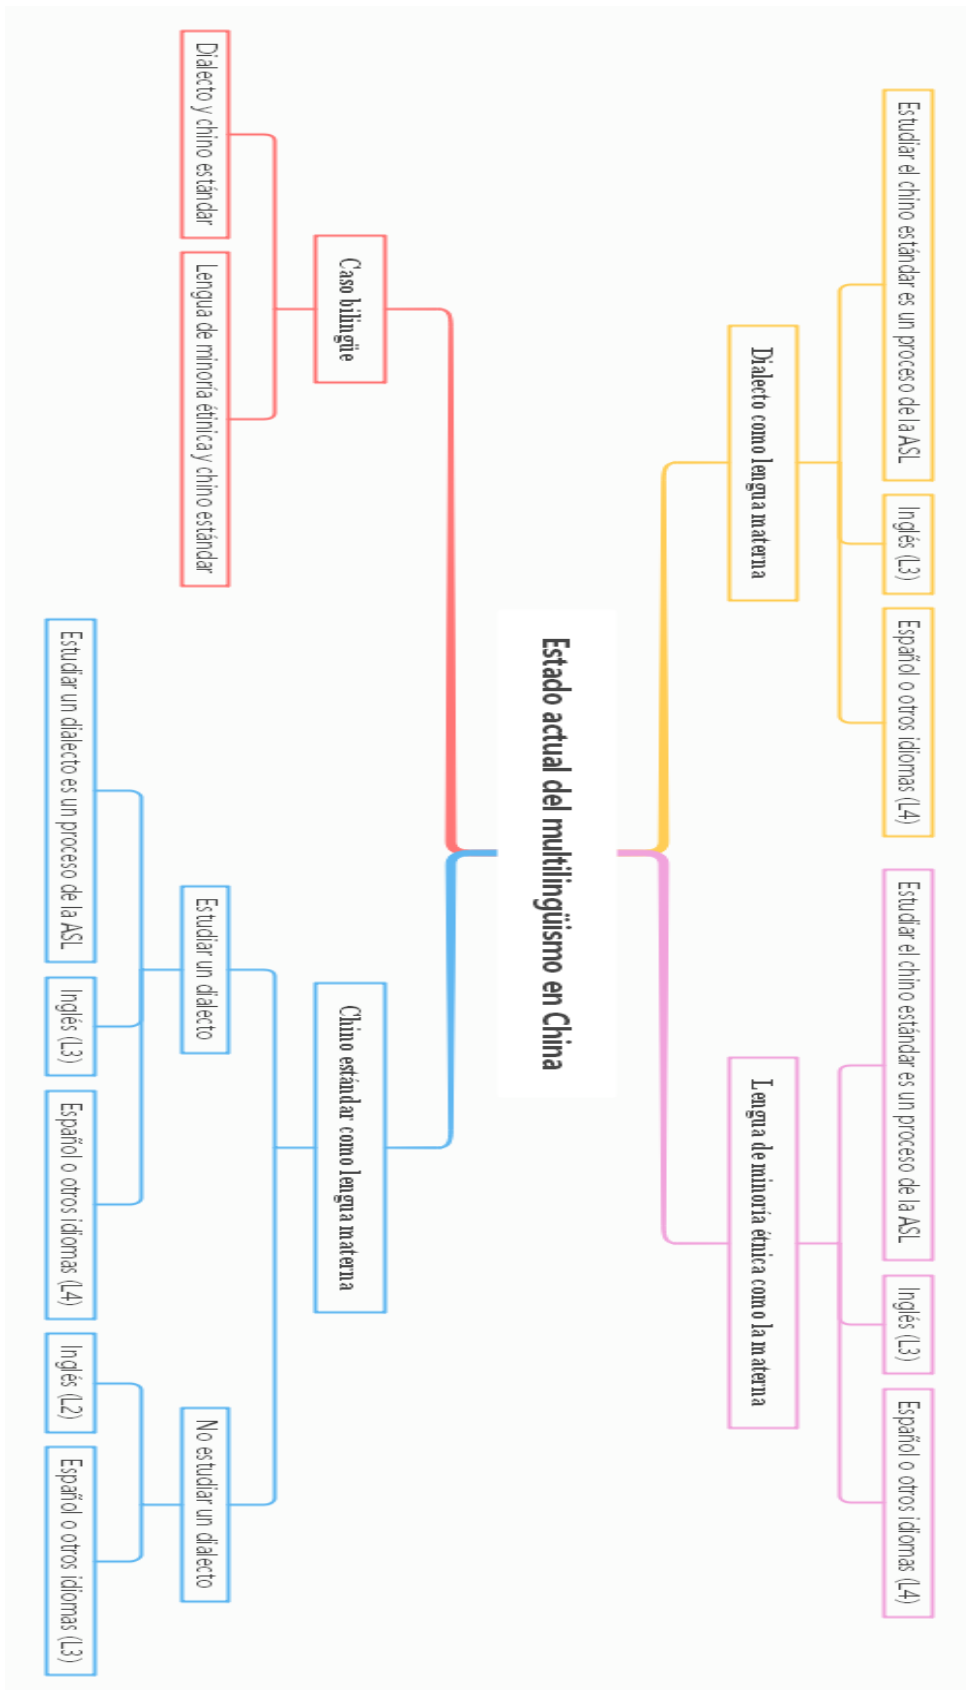 Estado actual del multilingüismo en China
Dialecto como lengua materna
Estudiar el chino estándar es un proceso de la ASL
Inglés (L3)
Español o otros idiomas (L4)
Lengua de minoría étnica como la materna
Estudiar el chino estándar es un proceso de la ASL
Inglés (L3)
Español o otros idiomas (L4)
Caso bilingüe
Dialecto y chino estándar
Lengua de minoría étinica y chino estándar
Chino estándar como lengua materna
Estudiar un dialecto
Estudiar un dialecto es un proceso de la ASL
Inglés (L3)
Español o otros idiomas (L4)
No estudiar un dialecto
Inglés (L2)
Español o otros idiomas (L3)